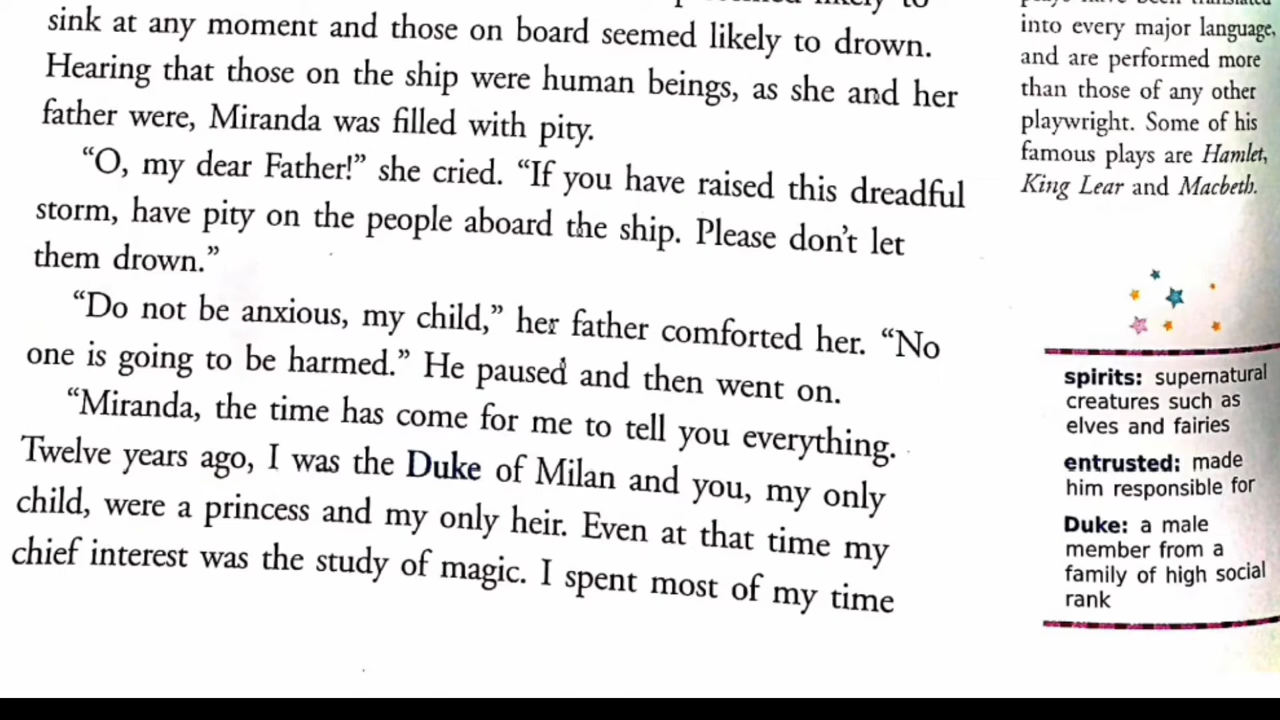 likely to
sink at any moment and those on board seemed likely to drown.
Hearing that those on the ship were human beings, as she and her
father were, Miranda was filled with pity.
“O, my dear Father!” she cried. “If you have raised this dreadful
storm, have pity on the people aboard the ship. Please don’t let
them drown.”
“Do not be anxious, my child,” her father comforted her. “No
one is going to be harmed.” He paused and then went on.
“Miranda, the time has come for me to tell you everything.
Twelve years ago, I was the Duke of Milan and you, my only
child, were a princess and my only heir. Even at that time my
chief interest was the study of magic. I spent most of my time
plays have been translated
into every major language,
and are performed more
than those of any other
playwright. Some of his
famous plays are Hamlet,
King Lear and Macbeth.
spirits: supernatural
creatures such as
elves and fairies
entrusted: made
him responsible for
Duke: a male
member from a
family of high social
rank